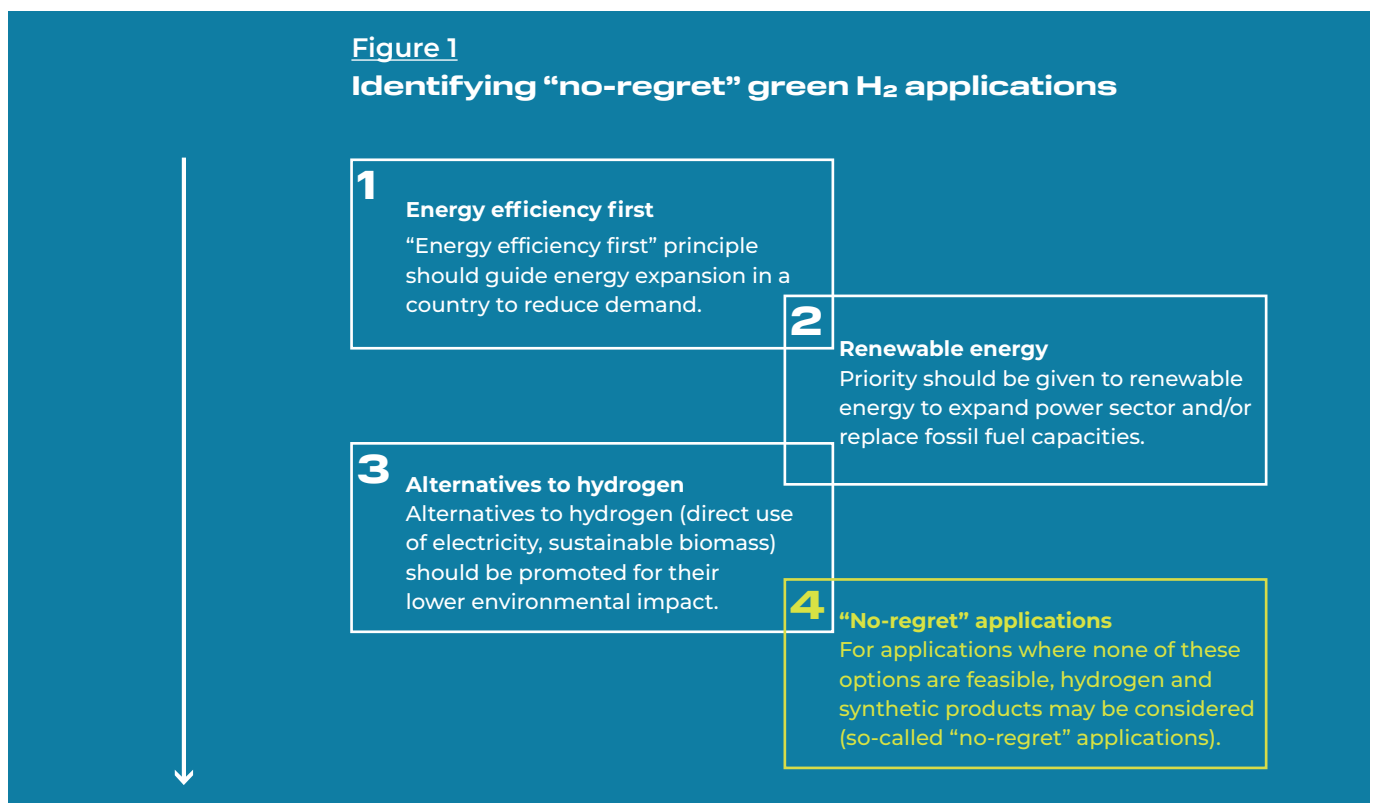 Figure 1
Identifying “no-regret” green H₂ applications
1
Energy efficiency first
“Energy efficiency first” principle
should guide energy expansion in a
country to reduce demand.
2
Renewable energy
Priority should be given to renewable
energy to expand power sector and/or
replace fossil fuel capacities.
3
Alternatives to hydrogen
Alternatives to hydrogen (direct use
of electricity, sustainable biomass)
should be promoted for their
lower environmental impact.
4
“No-regret” applications
For applications where none of these
options are feasible, hydrogen and
synthetic products may be considered
(so-called “no-regret” applications).